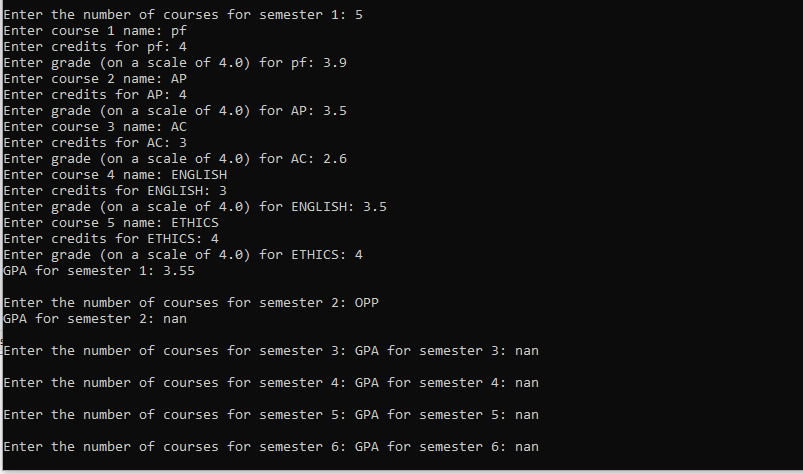 Enter the number of courses for semester 1: 5
Enter course 1 name: pf
Enter credits for pf: 4
Enter grade (on a scale of 4.0) for pf: 3.9
Enter course 2 name: AP
Enter credits for AP: 4
Enter grade (on a scale of 4.0) for AP: 3.5
Enter course 3 name: AC
Enter credits for AC: 3
Enter grade (on a scale of 4.0) for AC: 2.6
Enter course 4 name: ENGLISH
Enter credits for ENGLISH: 3
Enter grade (on a scale of 4.0) for ENGLISH: 3.5
Enter course 5 name: ETHICS
Enter credits for ETHICS: 4
Enter grade (on a scale of 4.0) for ETHICS: 4
GPA for semester 1: 3.55
Enter the number of courses for semester 2: OPP
GPA for semester 2: nan
Enter the number of courses for semester 3: GPA for semester 3: nan
Enter the number of courses for semester 4: GPA for semester 4: nan
Enter the number of courses for semester 5: GPA for semester 5: nan
Enter the number of courses for semester 6: GPA for semester 6: nan